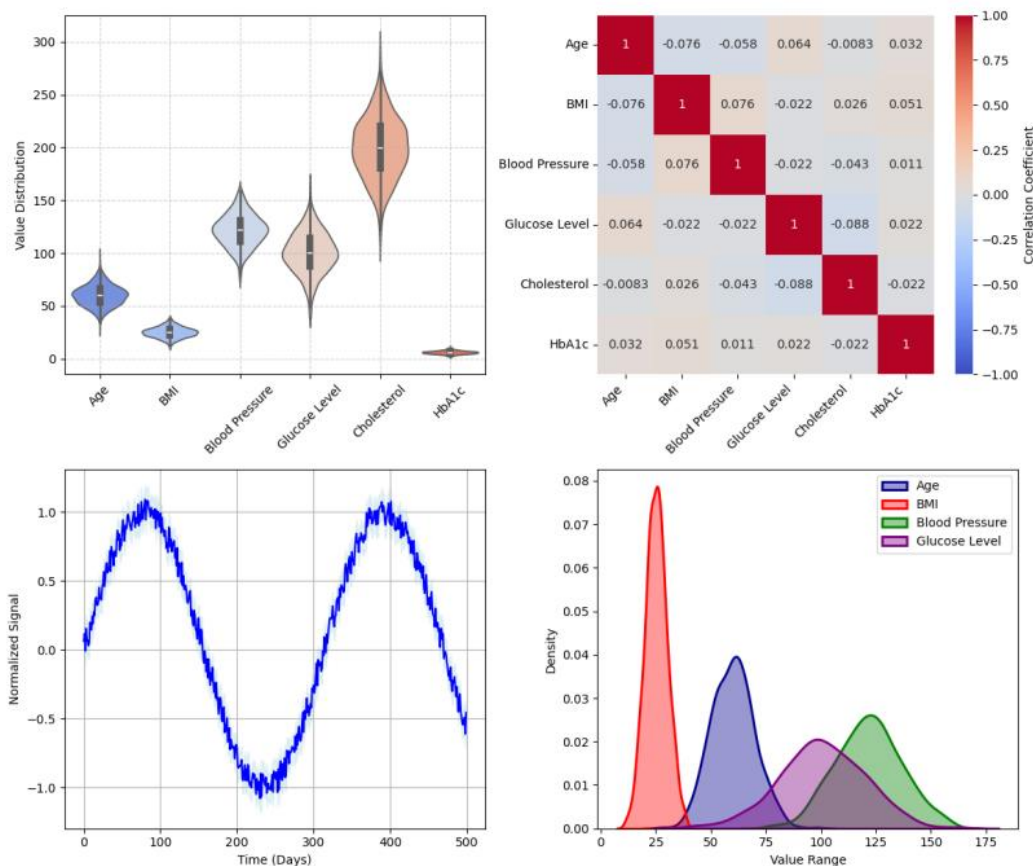 300
250
200
150
100
50
0
Value Distribution
Age
BMI
Blood Pressure
Glucose Level
Cholesterol
HbA1c
Age
BMI
Blood Pressure
Glucose Level
Cholesterol
HbA1c
1 -0.076 -0.058 0.064 -0.0083 0.032
-0.076 1 0.076 -0.022 0.026 0.051
-0.058 0.076 1 -0.022 -0.043 0.011
0.064 -0.022 -0.022 1 -0.088 0.022
-0.0083 0.026 -0.043 -0.088 1 -0.022
0.032 0.051 0.011 0.022 -0.022 1
Age
BMI
Blood Pressure
Glucose Level
Cholesterol
HbA1c
1.00
0.75
0.50
0.25
0.00
−0.25
−0.50
−0.75
−1.00
Correlation Coefficient
1.0
0.5
0.0
−0.5
−1.0
Normalized Signal
0 100 200 300 400 500
Time (Days)
0.08
0.07
0.06
0.05
0.04
0.03
0.02
0.01
0.00
Density
Age
BMI
Blood Pressure
Glucose Level
0 25 50 75 100 125 150 175
Value Range